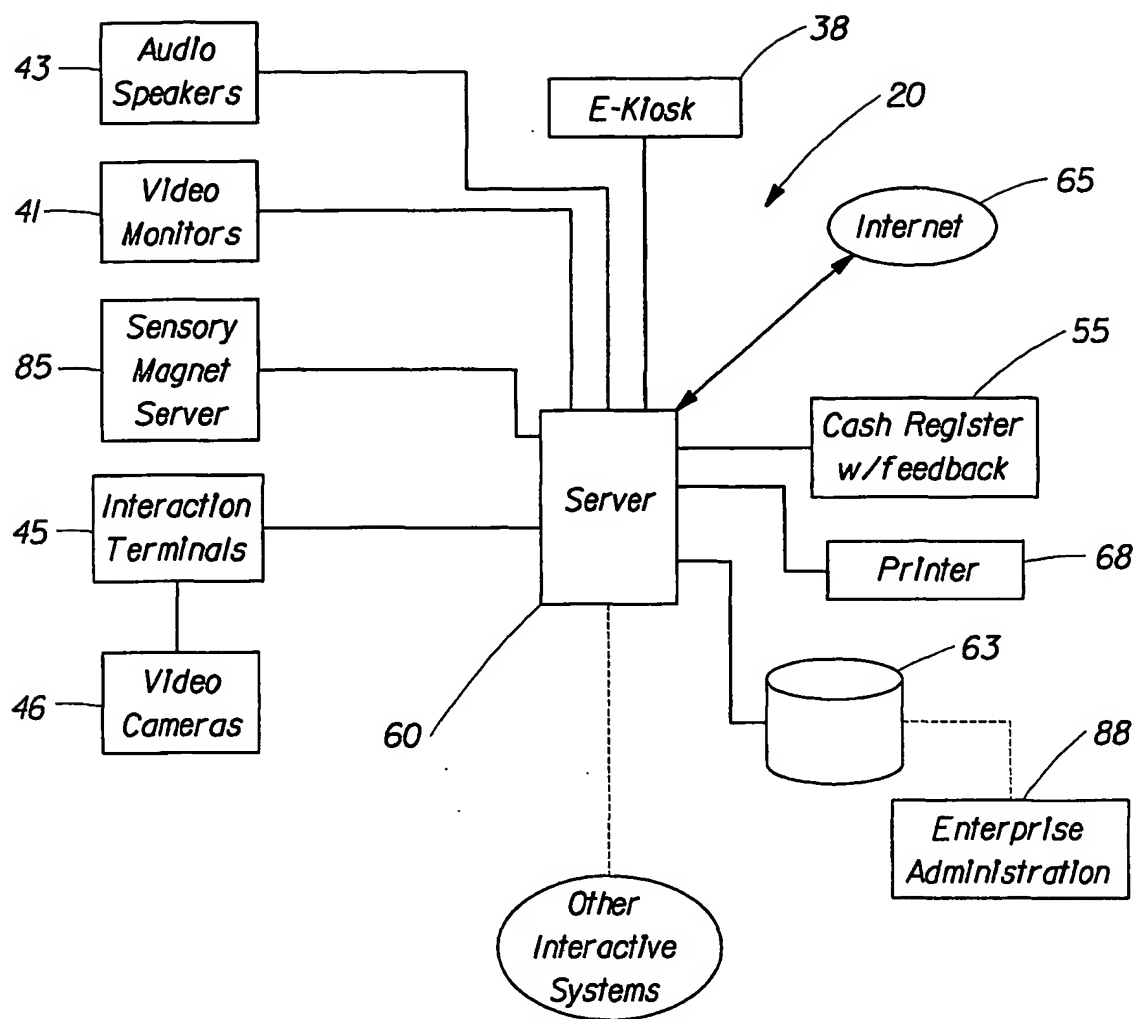 43
Audio
Speakers
38
E-Kiosk
20
41
Video
Monitors
65
Internet
85
Sensory
Magnet
Server
55
Cash Register
w/feedback
45
Interaction
Terminals
Server
68
Printer
46
Video
Cameras
60
63
88
Enterprise
Administration
Other
Interactive
Systems